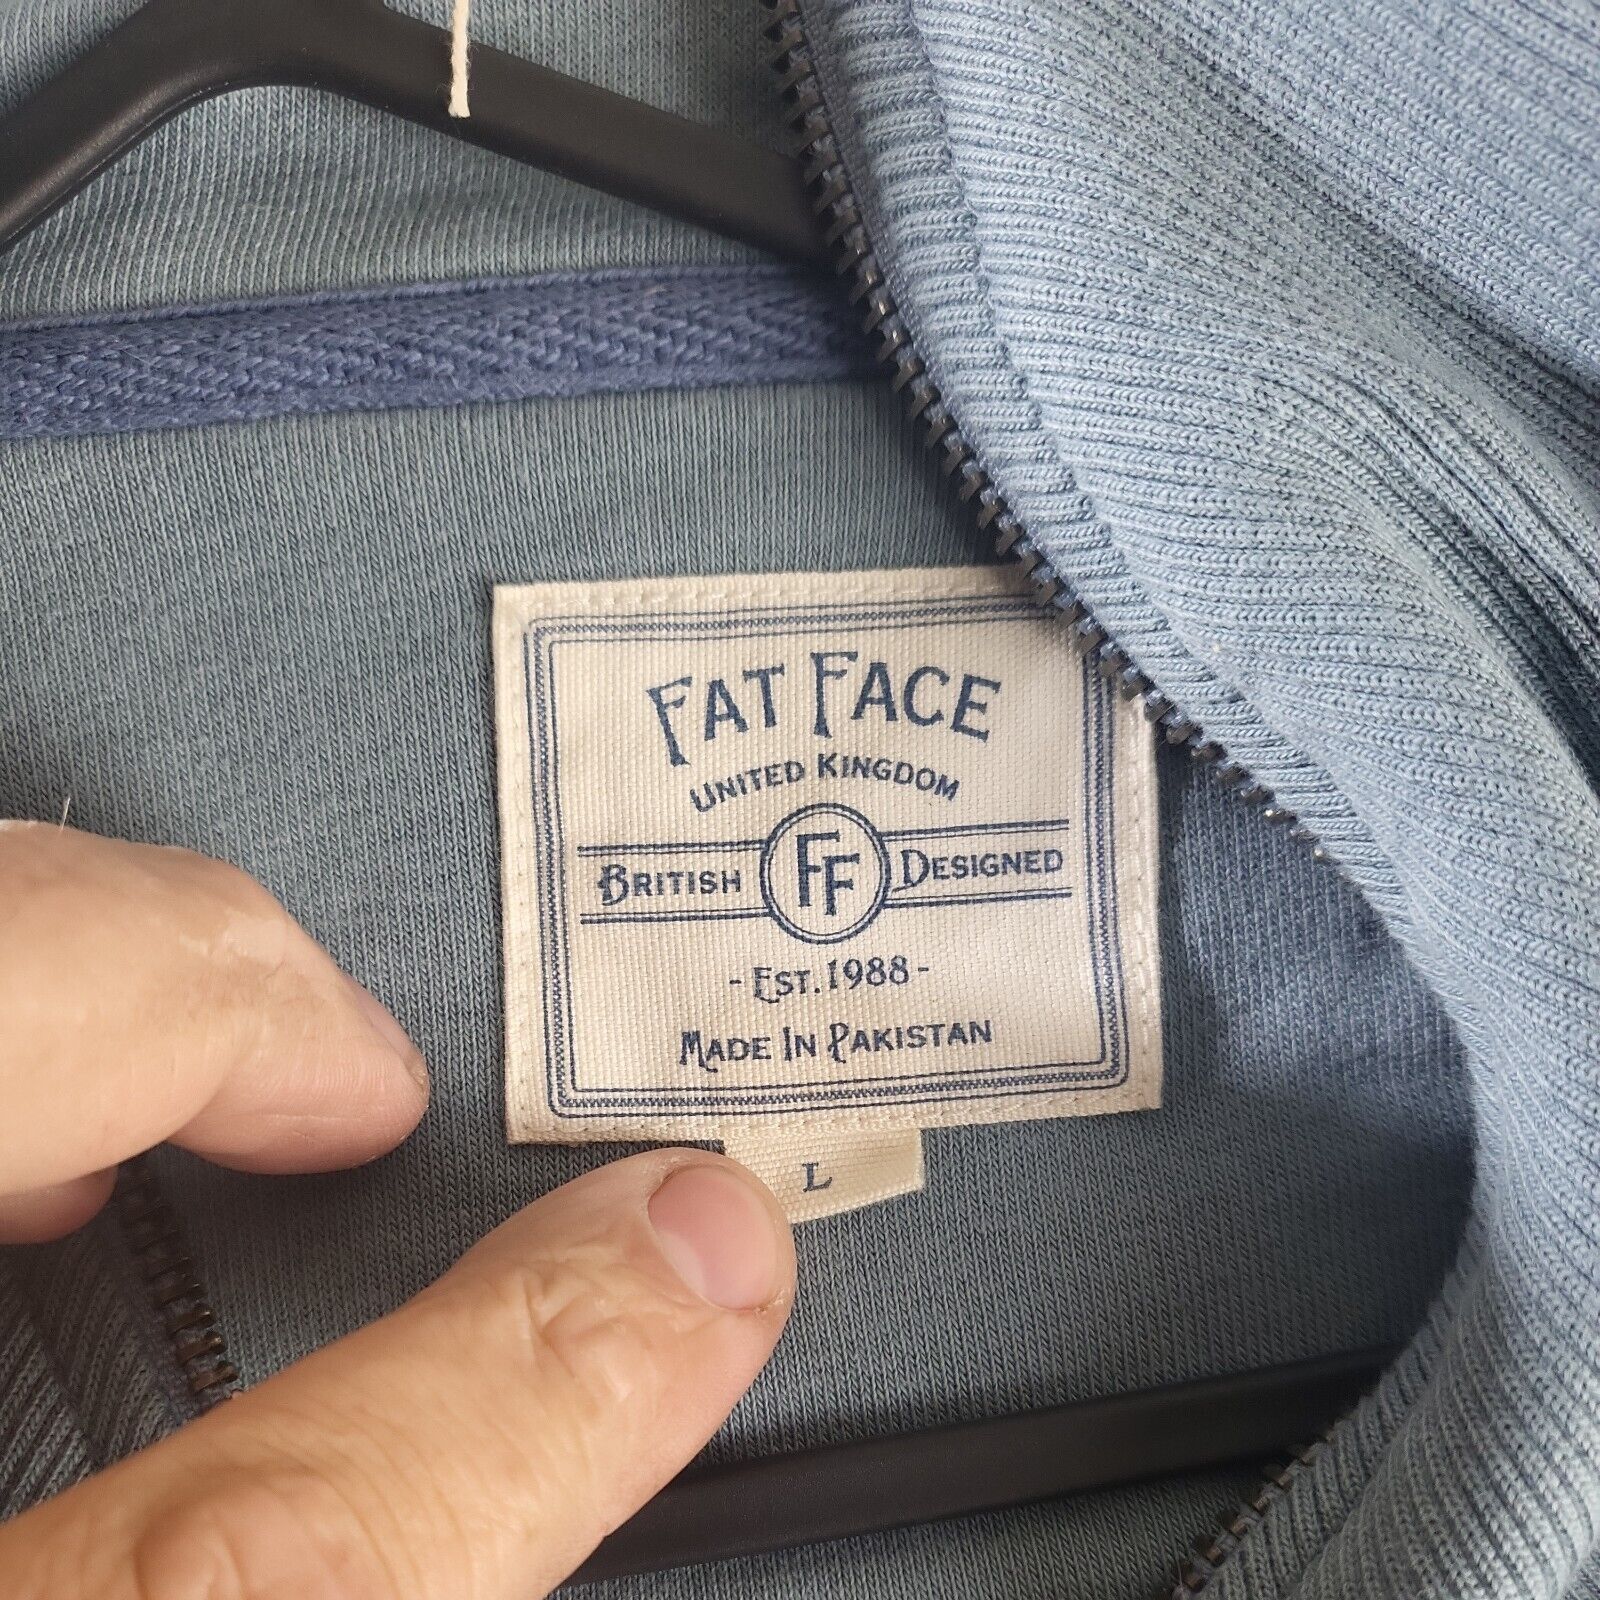 FAT FACE
UNITED KINGDOM
BRITISH FF DESIGNED
- EST. 1988 -
MADE IN PAKISTAN
L